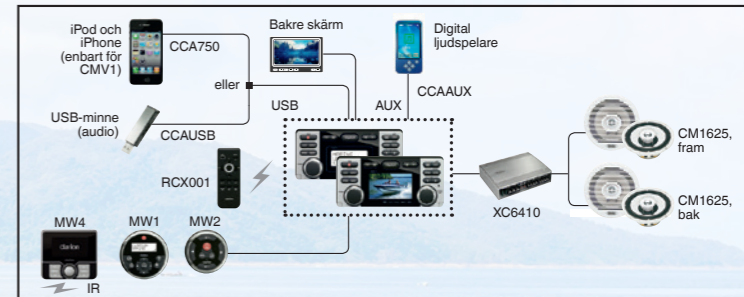 iPod och
iPhone
(enbart för
CMV1)
CCA750
Bakre skärm
Digital
ljudspelare
eller
USB
AUX
CCAAUX
USB-minne
(audio)
CCAUSB
RCX001
CM1625,
fram
XC6410
CM1625,
bak
MW4
MW1
MW2
clarion
IR